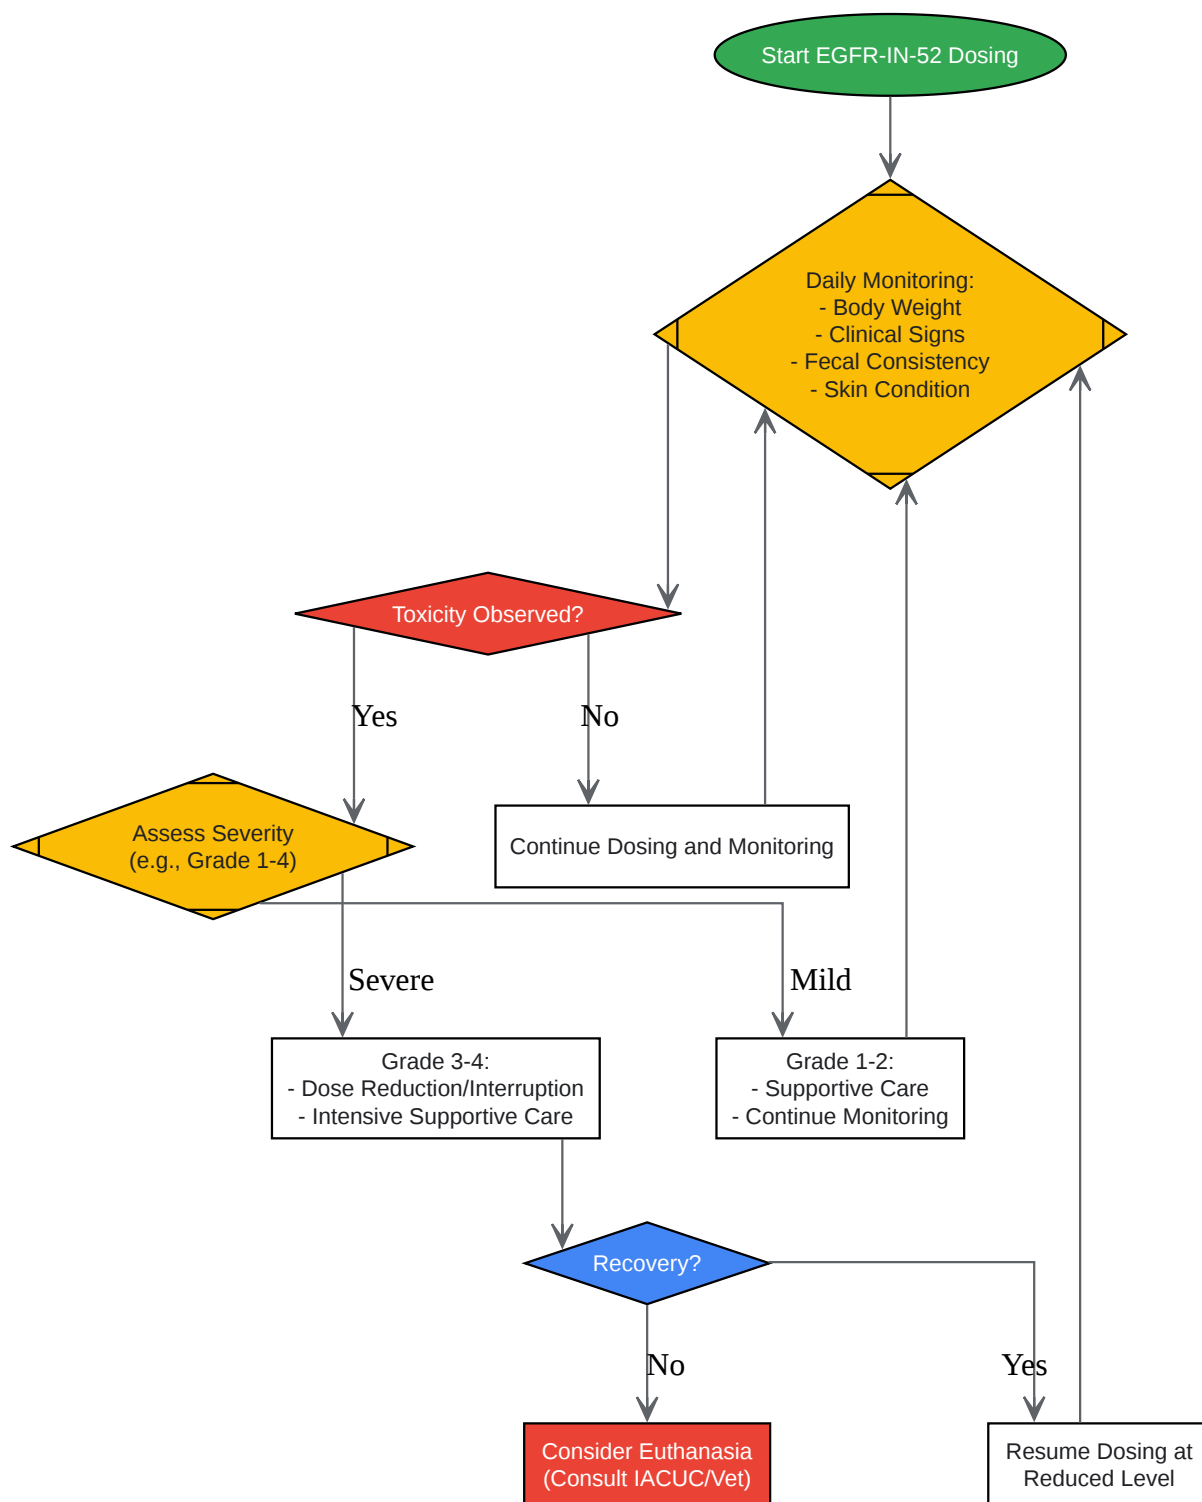 Start EGFR-IN-52 Dosing
Daily Monitoring:
- Body Weight
- Clinical Signs
- Fecal Consistency
- Skin Condition
Toxicity Observed?
Yes
No
Assess Severity
(e.g., Grade 1-4)
Continue Dosing and Monitoring
Severe
Mild
Grade 3-4:
- Dose Reduction/Interruption
- Intensive Supportive Care
Grade 1-2:
- Supportive Care
- Continue Monitoring
Recovery?
No
Yes
Consider Euthanasia
(Consult IACUC/Vet)
Resume Dosing at
Reduced Level